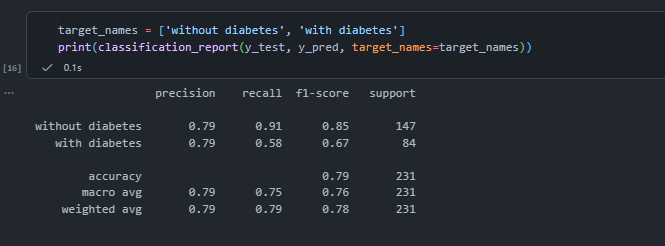 target_names = ['without diabetes', 'with diabetes']
print(classification_report(y_test, y_pred, target_names=target_names))
[16] ✓ 0.1s
...
precision recall f1-score support
without diabetes 0.79 0.91 0.85 147
with diabetes 0.79 0.58 0.67 84
accuracy 0.79 231
macro avg 0.79 0.75 0.76 231
weighted avg 0.79 0.79 0.78 231